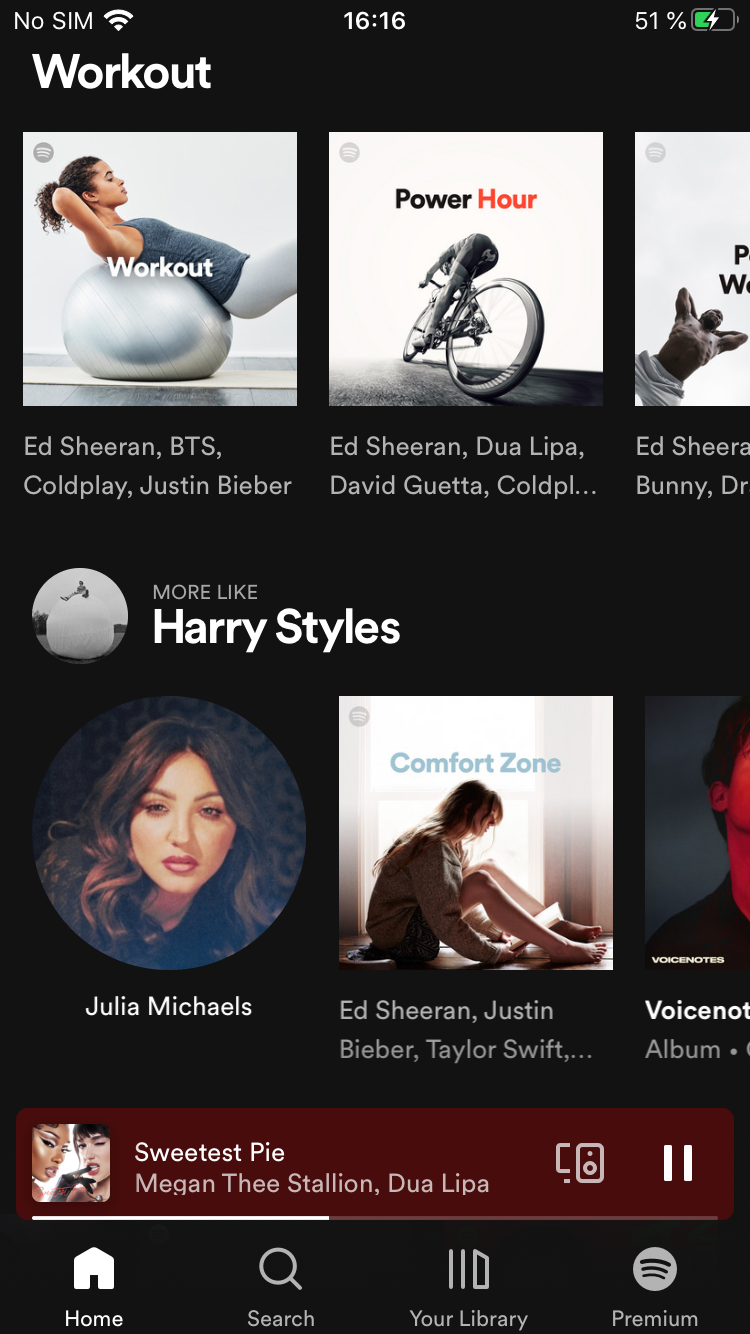 No SIM 16:16 51 %
Workout
Workout
Power Hour
Ed Sheeran, BTS,
Coldplay, Justin Bieber
Ed Sheeran, Dua Lipa,
David Guetta, Coldpl...
Ed Sheera
Bunny, Dr
MORE LIKE
Harry Styles
Comfort Zone
VOICENOTES
Julia Michaels
Ed Sheeran, Justin
Bieber, Taylor Swift,...
Voicenot
Album •
Sweetest Pie
Megan Thee Stallion, Dua Lipa
Home Search Your Library Premium